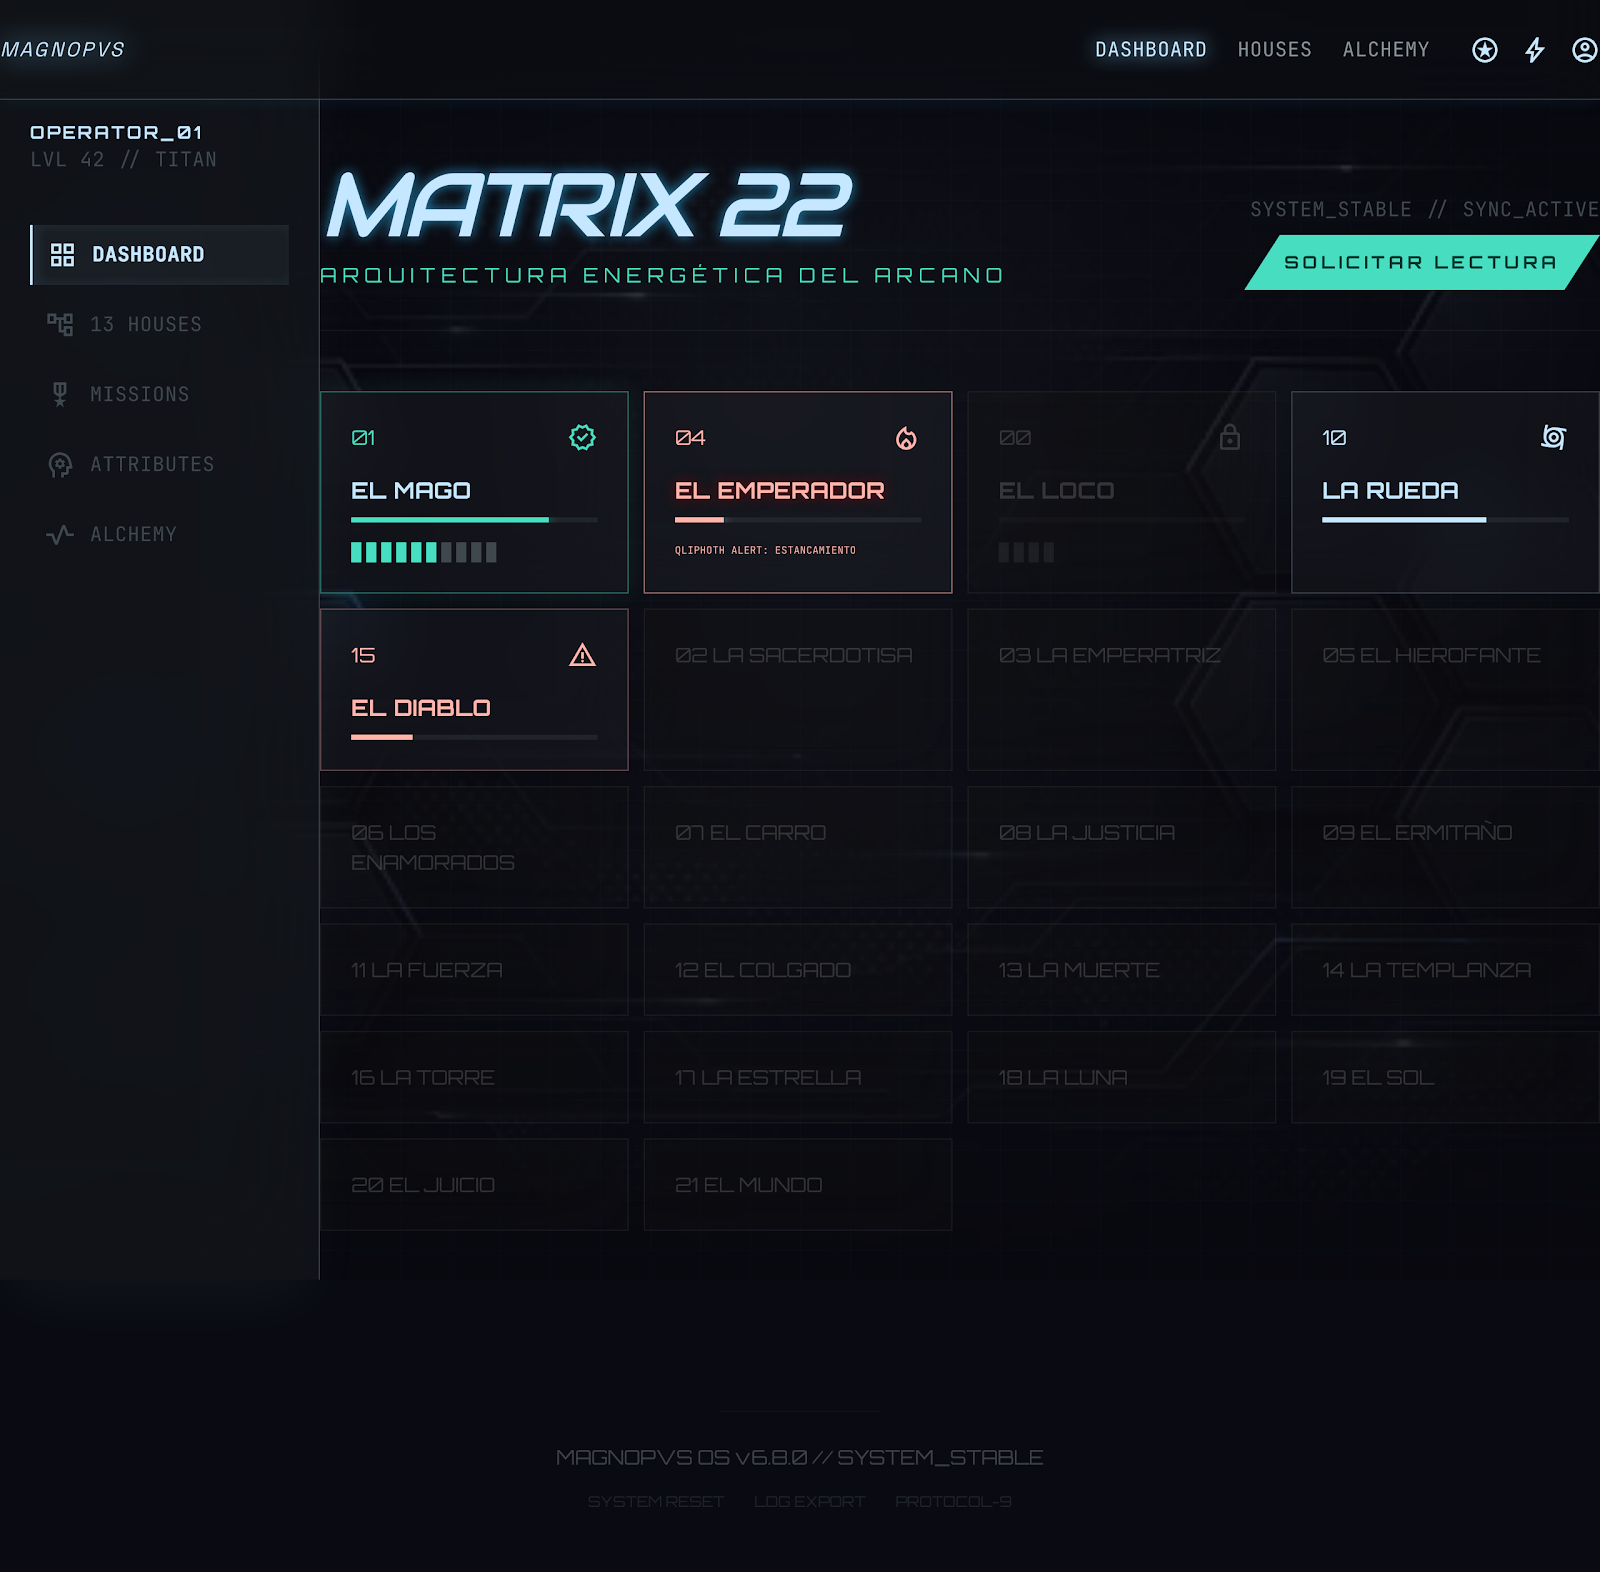 MAGNOPVS
DASHBOARD HOUSES ALCHEMY
OPERATOR_01
LVL 42 // TITAN
DASHBOARD
13 HOUSES
MISSIONS
ATTRIBUTES
ALCHEMY
MATRIX 22
ARQUITECTURA ENERGÉTICA DEL ARCANO
SYSTEM_STABLE // SYNC_ACTIVE
SOLICITAR LECTURA
01
EL MAGO
04
EL EMPERADOR
QLIPHOTH ALERT: ESTANCAMIENTO
00
EL LOCO
10
LA RUEDA
15
EL DIABLO
02 LA SACERDOTISA
03 LA EMPERATRIZ
05 EL HIEROFANTE
06 LOS
ENAMORADOS
07 EL CARRO
08 LA JUSTICIA
09 EL ERMITAÑO
11 LA FUERZA
12 EL COLGADO
13 LA MUERTE
14 LA TEMPLANZA
16 LA TORRE
17 LA ESTRELLA
18 LA LUNA
19 EL SOL
20 EL JUICIO
21 EL MUNDO
MAGNOPVS OS v6.8.0 // SYSTEM_STABLE
SYSTEM RESET LOG EXPORT PROTOCOL-9